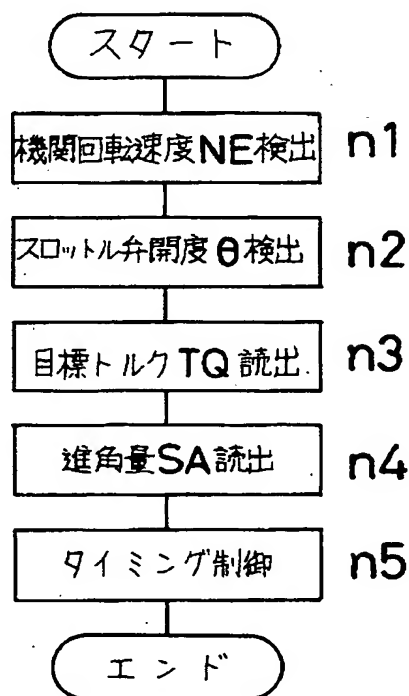 スタート
機関回転速度NE検出 n1
スロットル弁開度θ検出 n2
目標トルクTQ読出 n3
進角量SA読出 n4
タイミング制御 n5
エンド